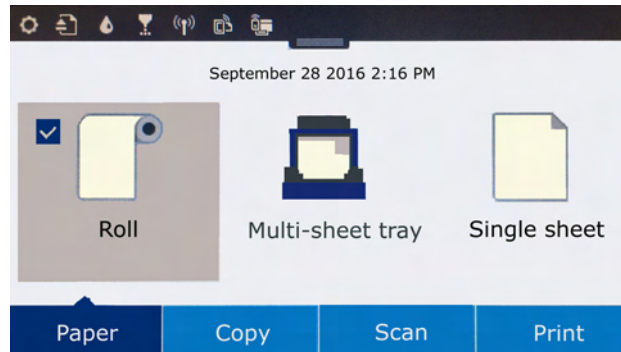 September 28 2016 2:16 PM
Roll
Multi-sheet tray
Single sheet
Paper
Copy
Scan
Print